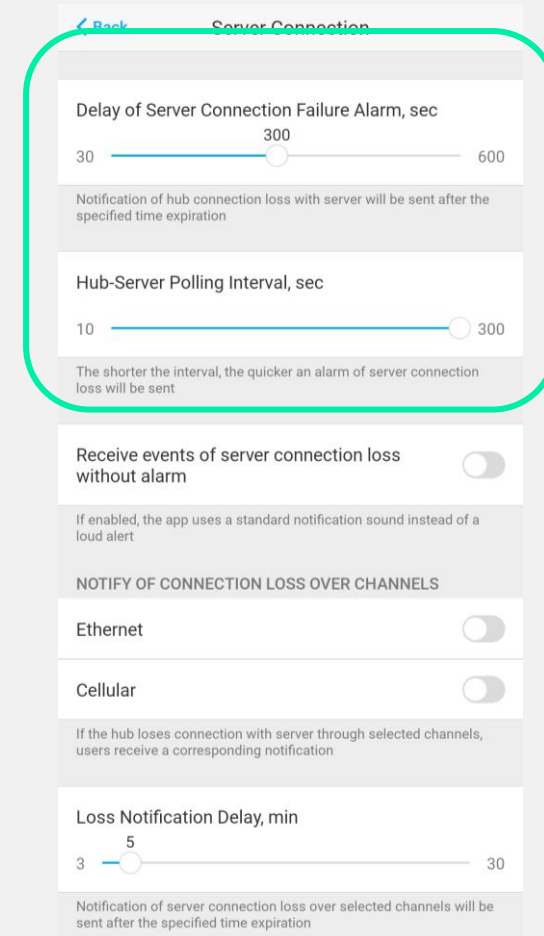 Back Server Connection
Delay of Server Connection Failure Alarm, sec
300
30 600
Notification of hub connection loss with server will be sent after the
specified time expiration
Hub-Server Polling Interval, sec
10 300
The shorter the interval, the quicker an alarm of server connection
loss will be sent
Receive events of server connection loss
without alarm
If enabled, the app uses a standard notification sound instead of a
loud alert
NOTIFY OF CONNECTION LOSS OVER CHANNELS
Ethernet
Cellular
If the hub loses connection with server through selected channels,
users receive a corresponding notification
Loss Notification Delay, min
5
3 30
Notification of server connection loss over selected channels will be
sent after the specified time expiration